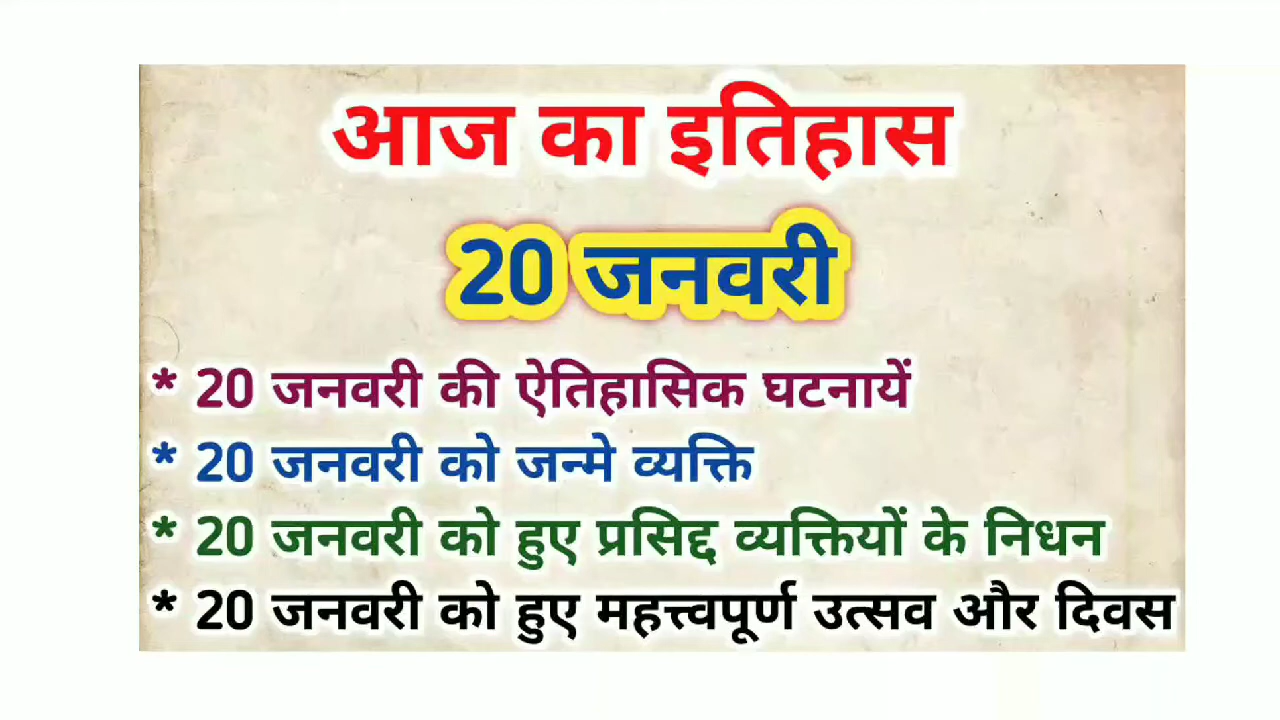 आज का इतिहास
20 जनवरी
* 20 जनवरी की ऐतिहासिक घटनायें
* 20 जनवरी को जन्मे व्यक्ति
* 20 जनवरी को हुए प्रसिद्द व्यक्तियों के निधन
* 20 जनवरी को हुए महत्त्वपूर्ण उत्सव और दिवस